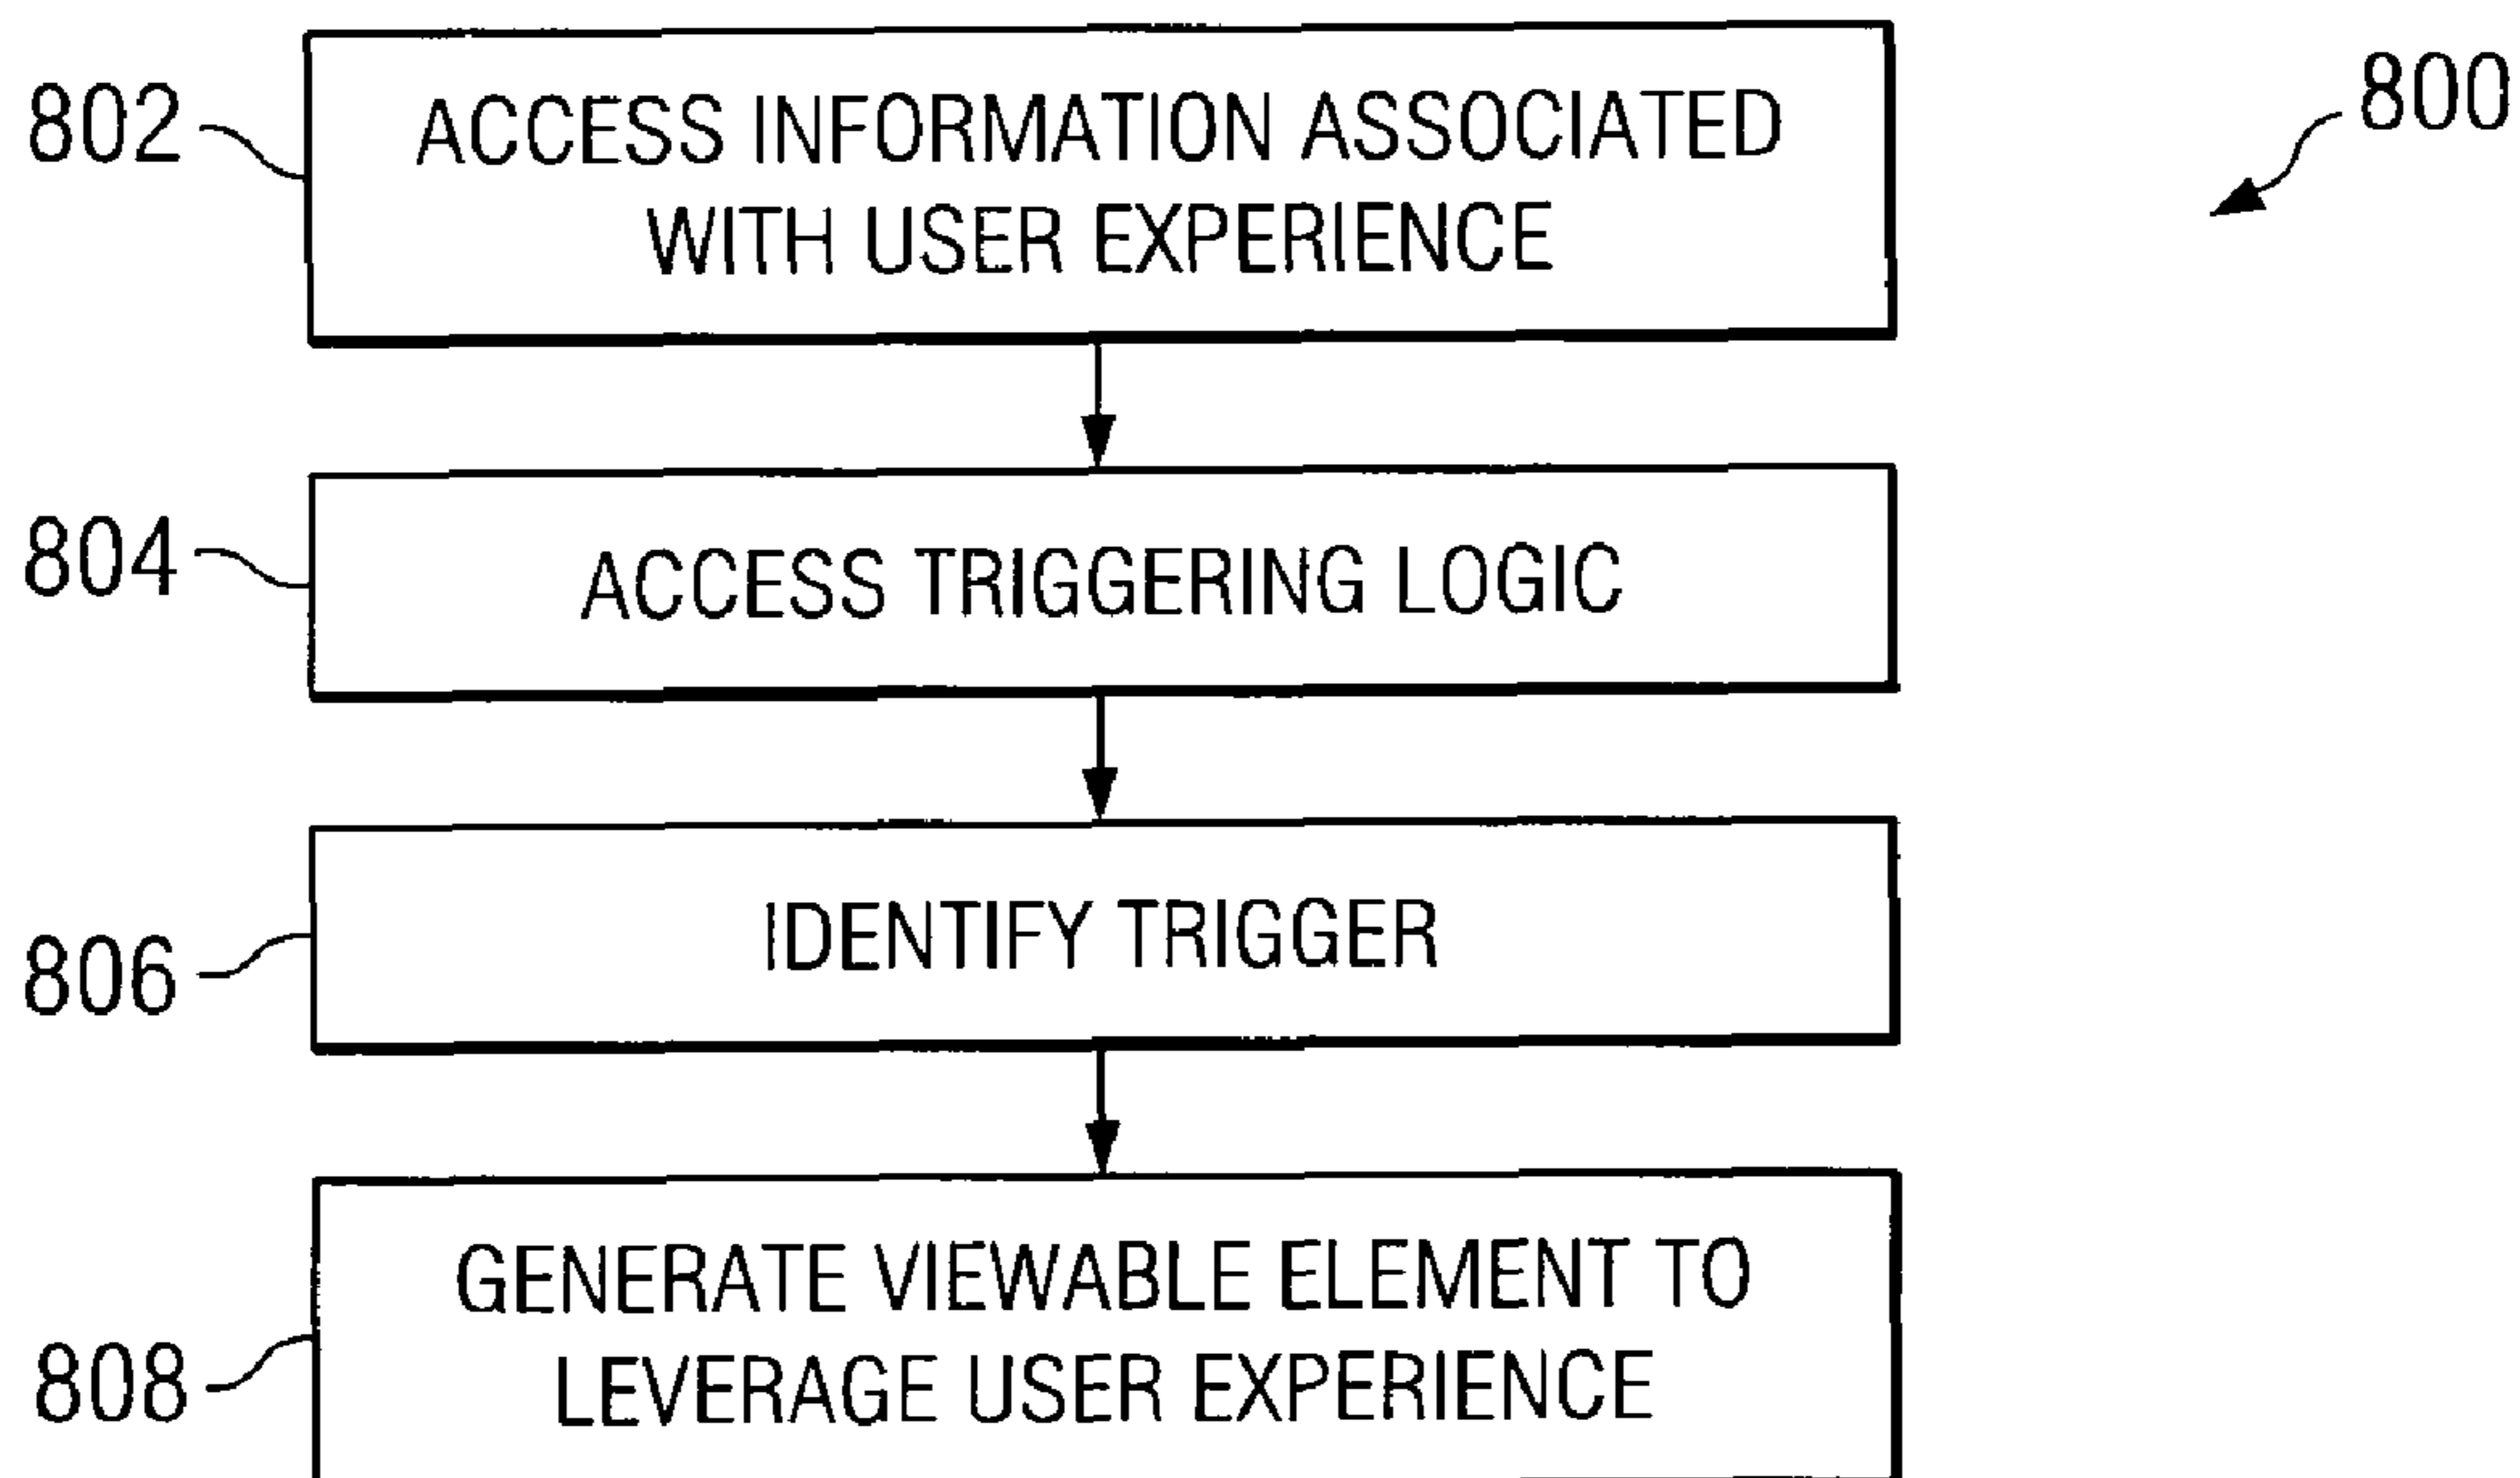 800
802
ACCESS INFORMATION ASSOCIATED
WITH USER EXPERIENCE
804
ACCESS TRIGGERING LOGIC
806
IDENTIFY TRIGGER
808
GENERATE VIEWABLE ELEMENT TO
LEVERAGE USER EXPERIENCE